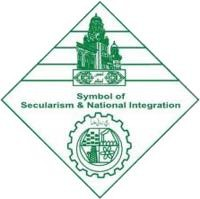 Symbol of
Secularism & National Integration